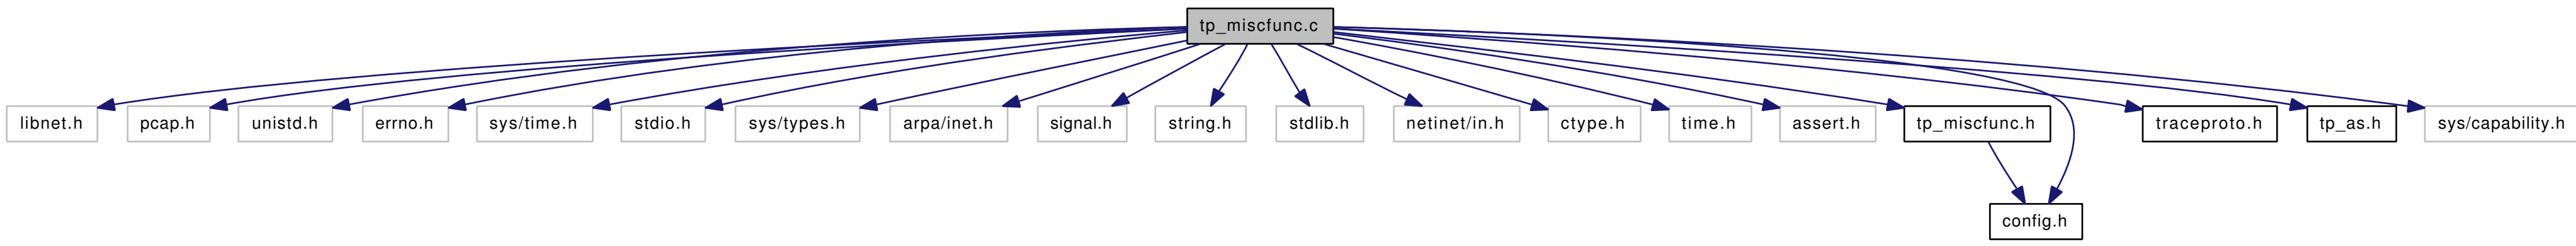 tp_miscfunc.c
libnet.h
pcap.h
unistd.h
errno.h
sys/time.h
stdio.h
sys/types.h
arpa/inet.h
signal.h
string.h
stdlib.h
netinet/in.h
ctype.h
time.h
assert.h
tp_miscfunc.h
traceproto.h
tp_as.h
sys/capability.h
config.h